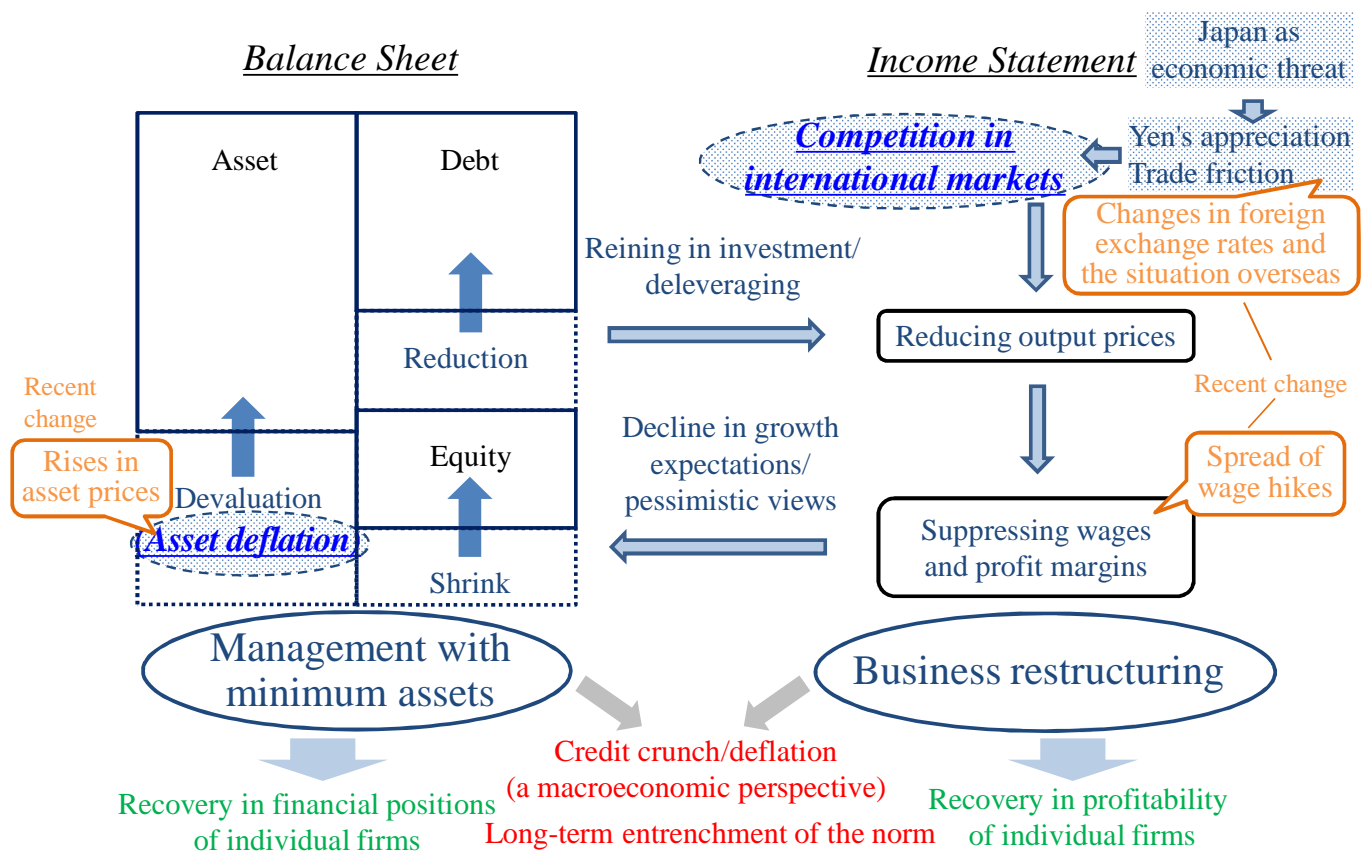 Balance Sheet
Asset
Debt
Reduction
Equity
Recent
change
Rises in
asset prices
Devaluation
Asset deflation
Shrink
Reining in investment/
deleveraging
Decline in growth
expectations/
pessimistic views
Income Statement
Japan as
economic threat
Yen's appreciation
Trade friction
Competition in
international markets
Changes in foreign
exchange rates and
the situation overseas
Reducing output prices
Recent change
Spread of
wage hikes
Suppressing wages
and profit margins
Management with
minimum assets
Business restructuring
Recovery in financial positions
of individual firms
Credit crunch/deflation
(a macroeconomic perspective)
Long-term entrenchment of the norm
Recovery in profitability
of individual firms